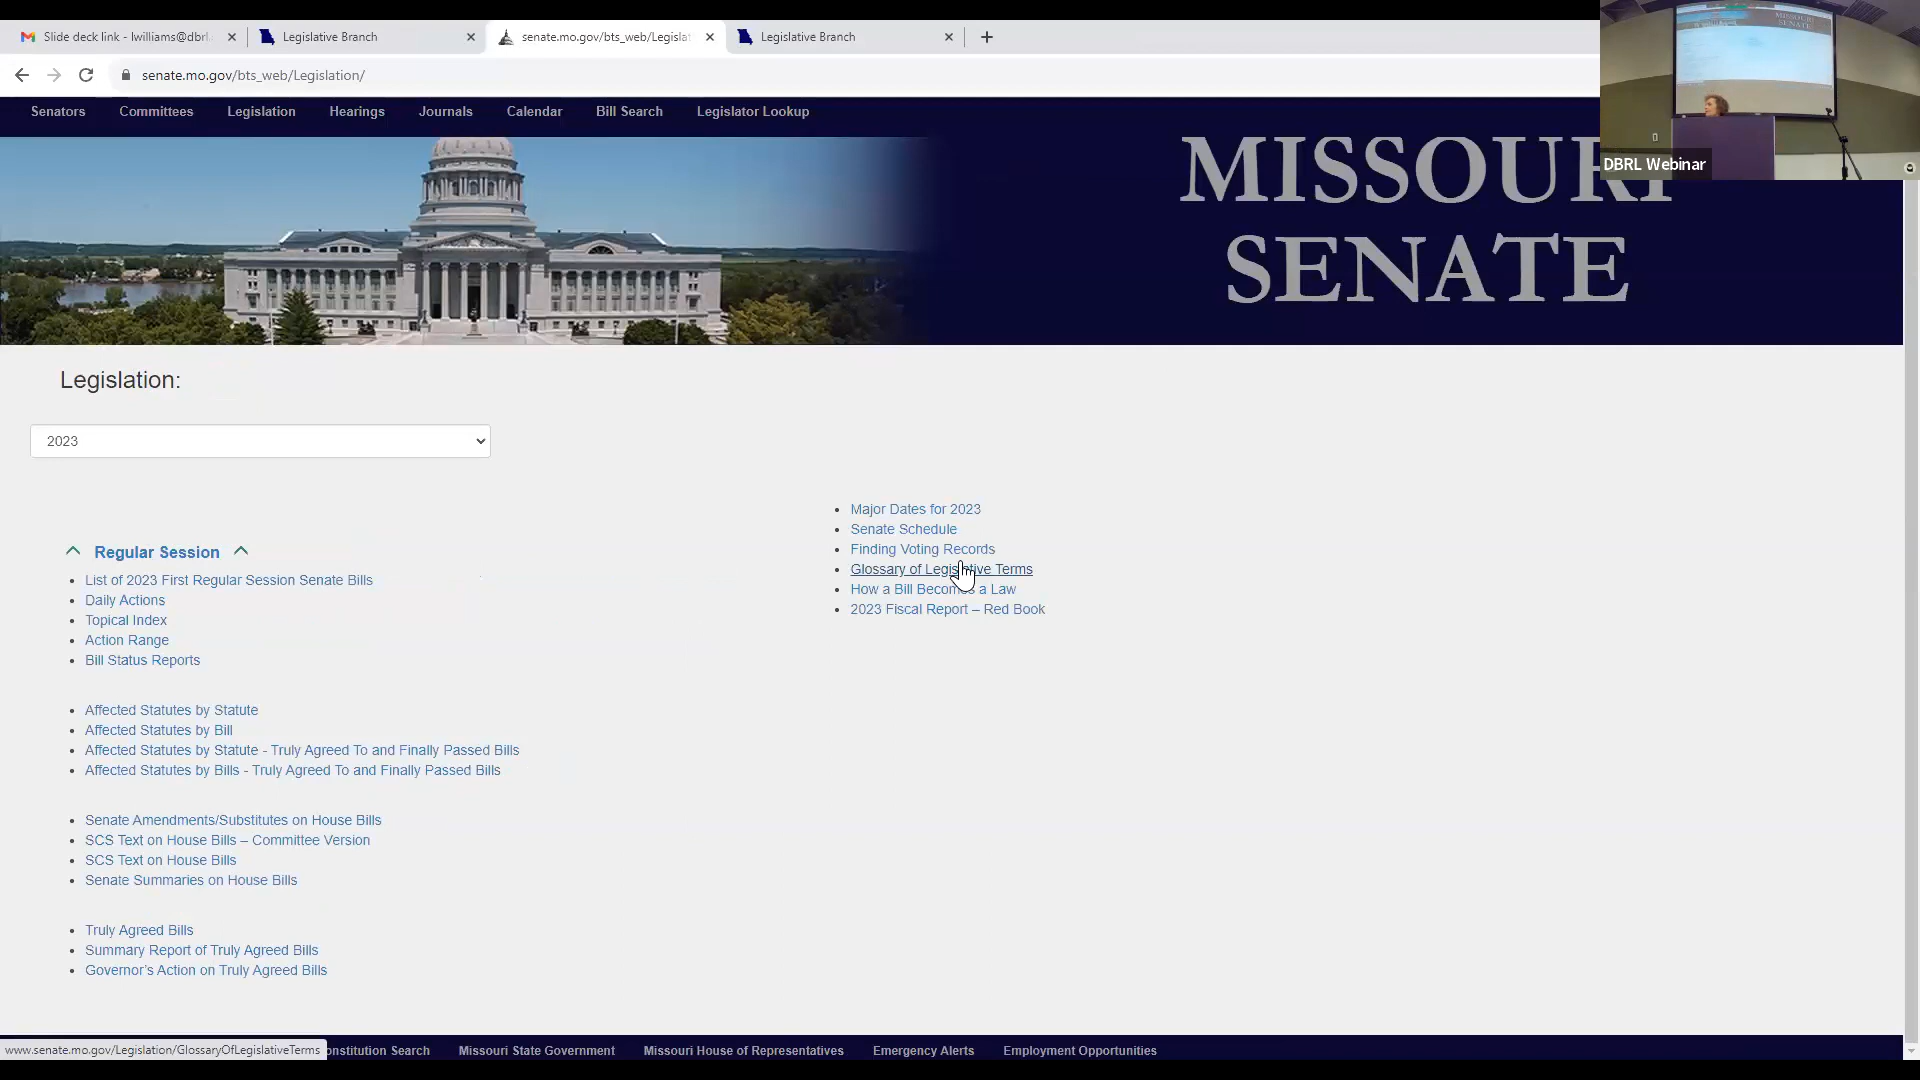 Slide deck link - lwilliams@dbrl
Legislative Branch
senate.mo.gov/bts_web/Legislat
Legislative Branch
senate.mo.gov/bts_web/Legislation/
Senators
Committees
Legislation
Hearings
Journals
Calendar
Bill Search
Legislator Lookup
MISSOURI
SENATE
MISSOURI
SENATE
DBRL Webinar
Legislation:
2023
Regular Session
List of 2023 First Regular Session Senate Bills
Daily Actions
Topical Index
Action Range
Bill Status Reports
Affected Statutes by Statute
Affected Statutes by Bill
Affected Statutes by Statute - Truly Agreed To and Finally Passed Bills
Affected Statutes by Bills - Truly Agreed To and Finally Passed Bills
Senate Amendments/Substitutes on House Bills
SCS Text on House Bills – Committee Version
SCS Text on House Bills
Senate Summaries on House Bills
Truly Agreed Bills
Summary Report of Truly Agreed Bills
Governor's Action on Truly Agreed Bills
Major Dates for 2023
Senate Schedule
Finding Voting Records
Glossary of Legislative Terms
How a Bill Becomes a Law
2023 Fiscal Report – Red Book
www.senate.mo.gov/Legislation/GlossaryOfLegislativeTerms
onstitution Search
Missouri State Government
Missouri House of Representatives
Emergency Alerts
Employment Opportunities